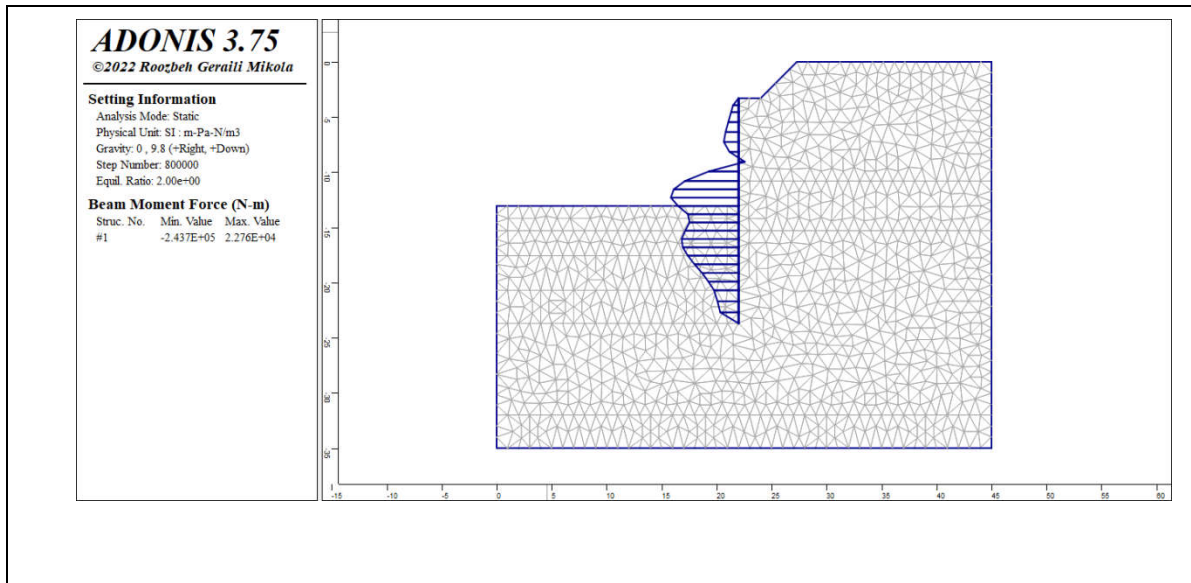 ADONIS 3.75
©2022 Roozbeh Geraili Mikola
Setting Information
Analysis Mode: Static
Physical Unit: SI : m-Pa-N/m3
Gravity: 0 , 9.8 (+Right, +Down)
Step Number: 800000
Equil. Ratio: 2.00e+00
Beam Moment Force (N-m)
Struc. No. Min. Value Max. Value
#1 -2.437E+05 2.276E+04
0
-5
-10
-15
-20
-25
-30
-35
-15 -10 -5 0 5 10 15 20 25 30 35 40 45 50 55 60